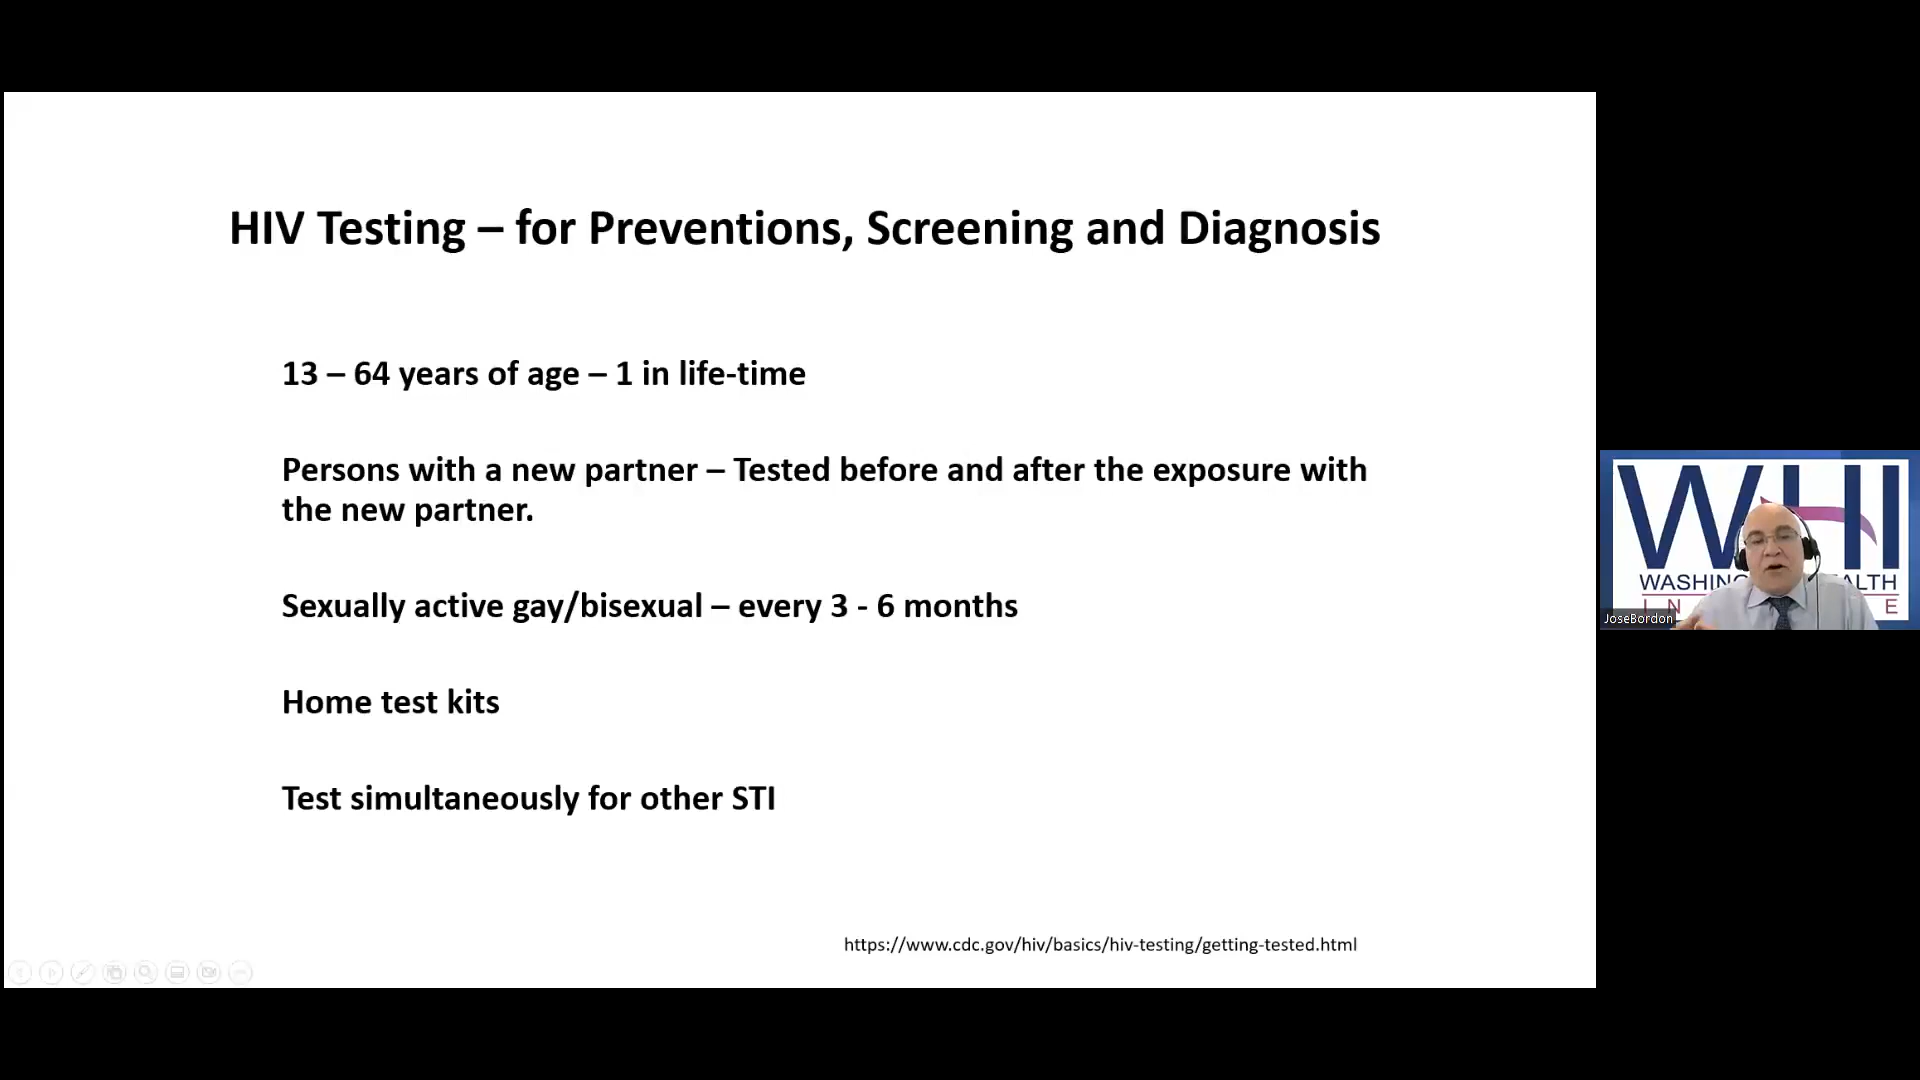 HIV Testing – for Preventions, Screening and Diagnosis
13 – 64 years of age – 1 in life-time
Persons with a new partner – Tested before and after the exposure with
the new partner.
Sexually active gay/bisexual – every 3 - 6 months
Home test kits
Test simultaneously for other STI
https://www.cdc.gov/hiv/basics/hiv-testing/getting-tested.html
WHI
JoseBordon